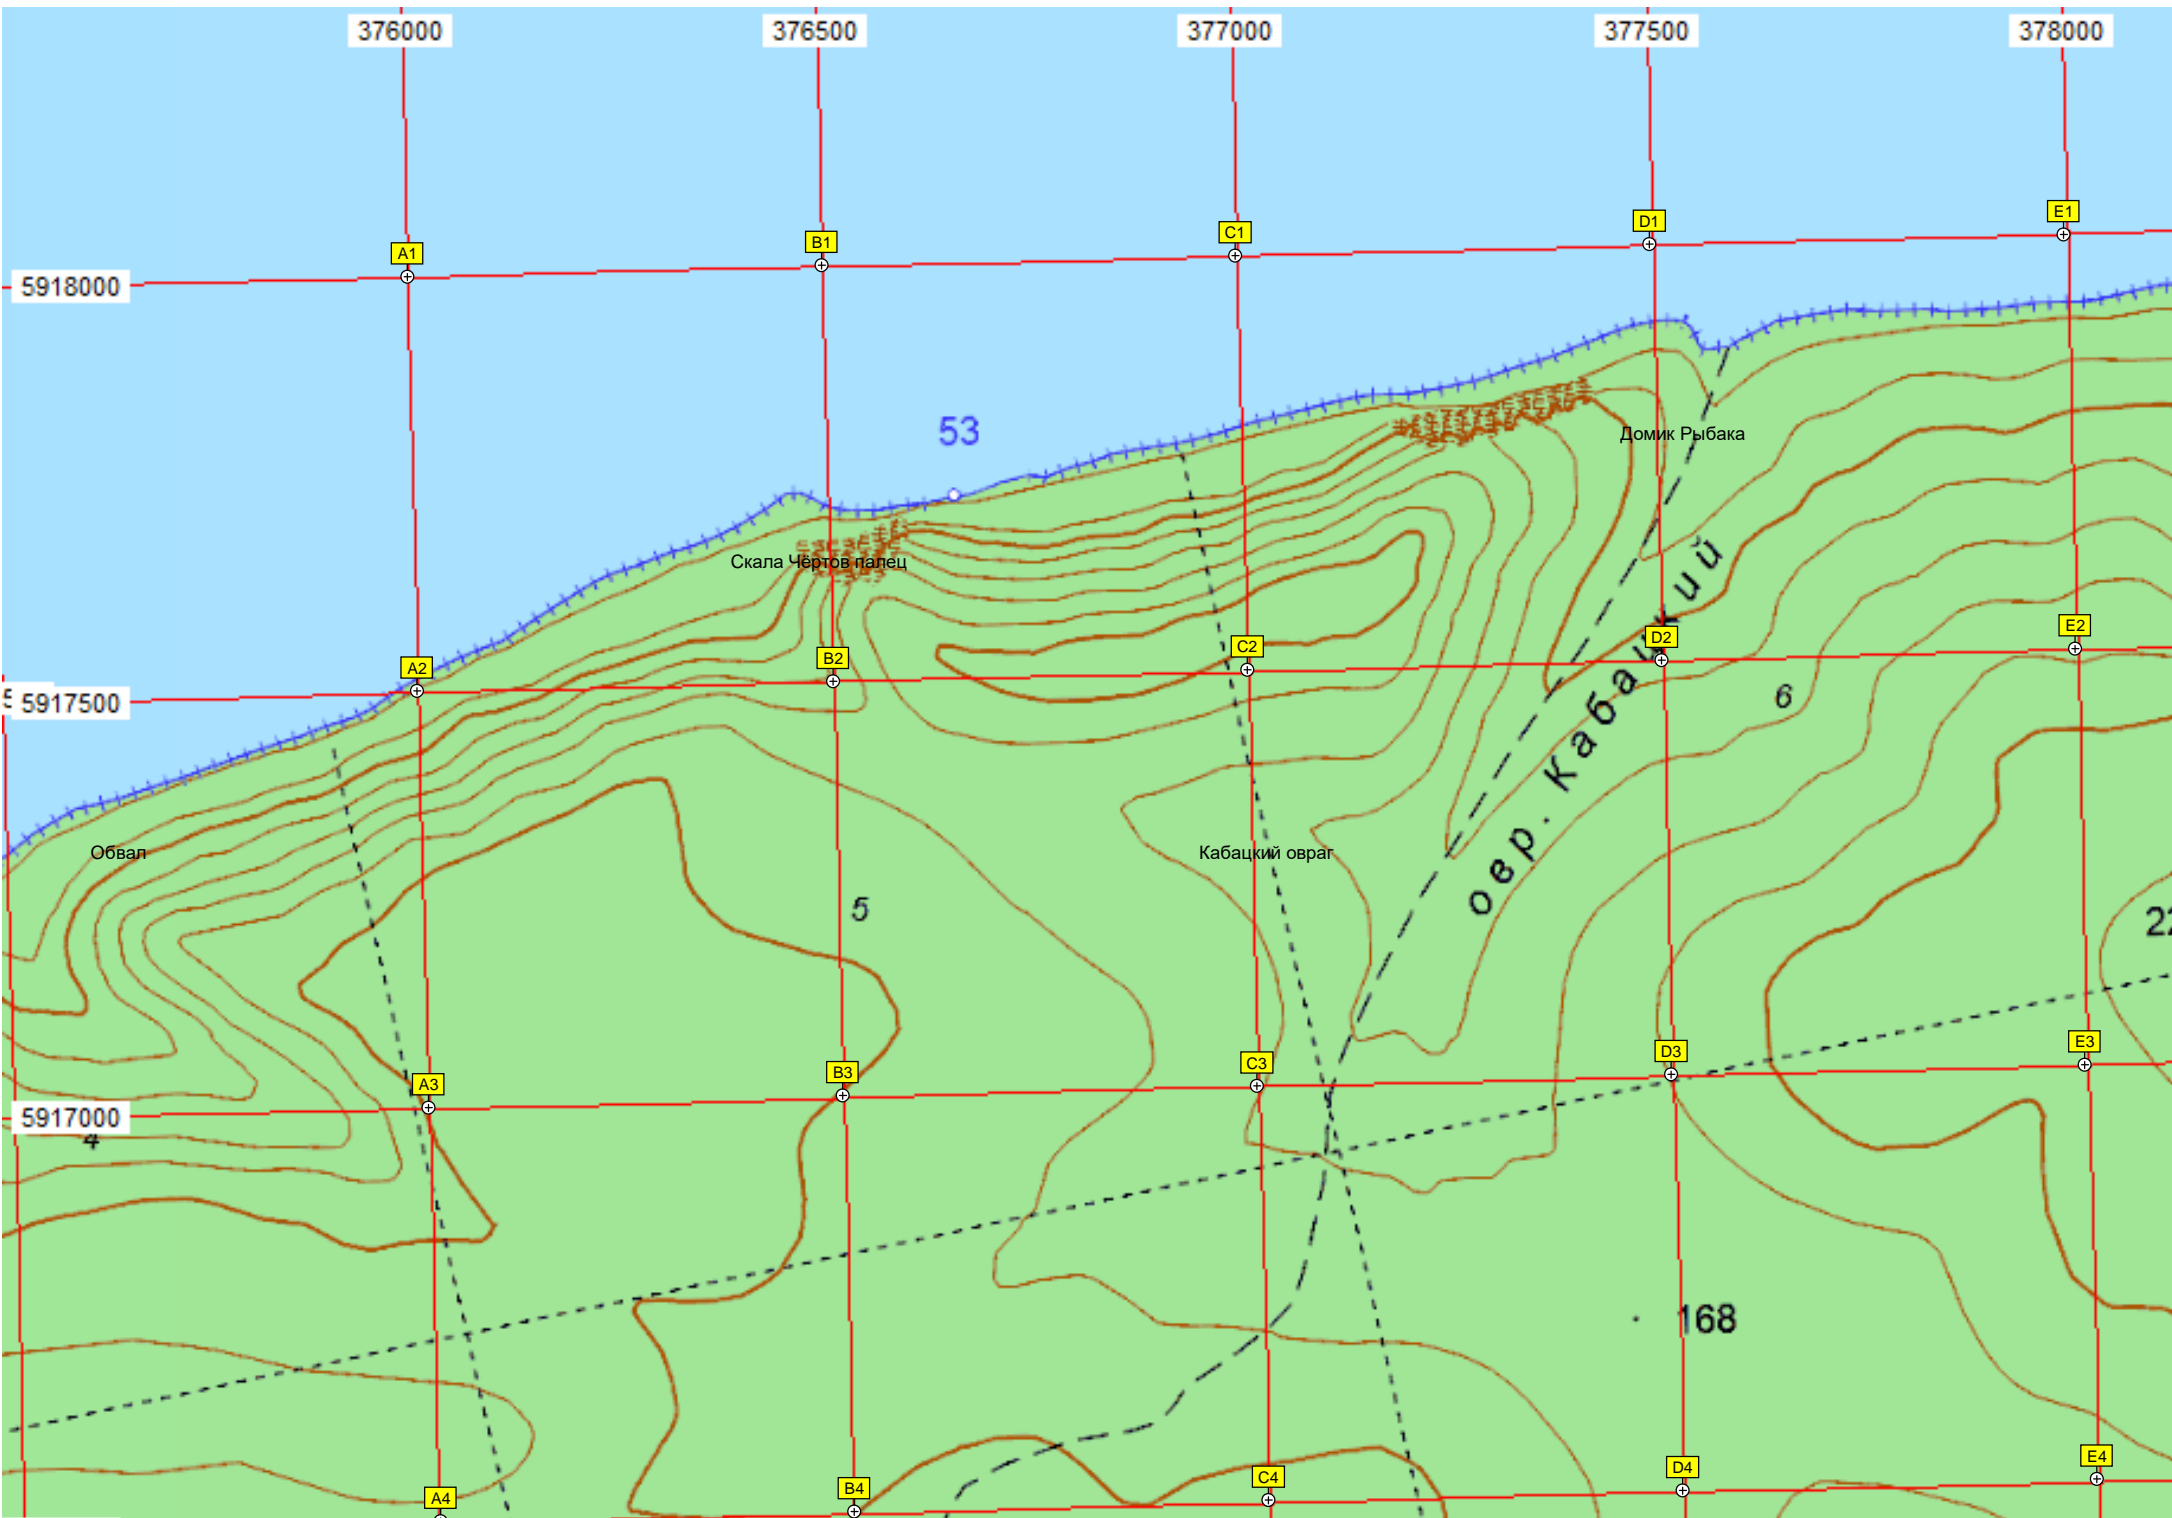 376000 376500 377000 377500 378000
A1 B1 C1 D1 E1
5918000
53
Домик Рыбака
Скала Чёртов палец
A2 B2 C2 D2 E2
5917500
6
овр. Кабацкий
Обвал
Кабацкий овраг
5
A3 B3 C3 D3 E3
5917000
4
168
A4 B4 C4 D4 E4